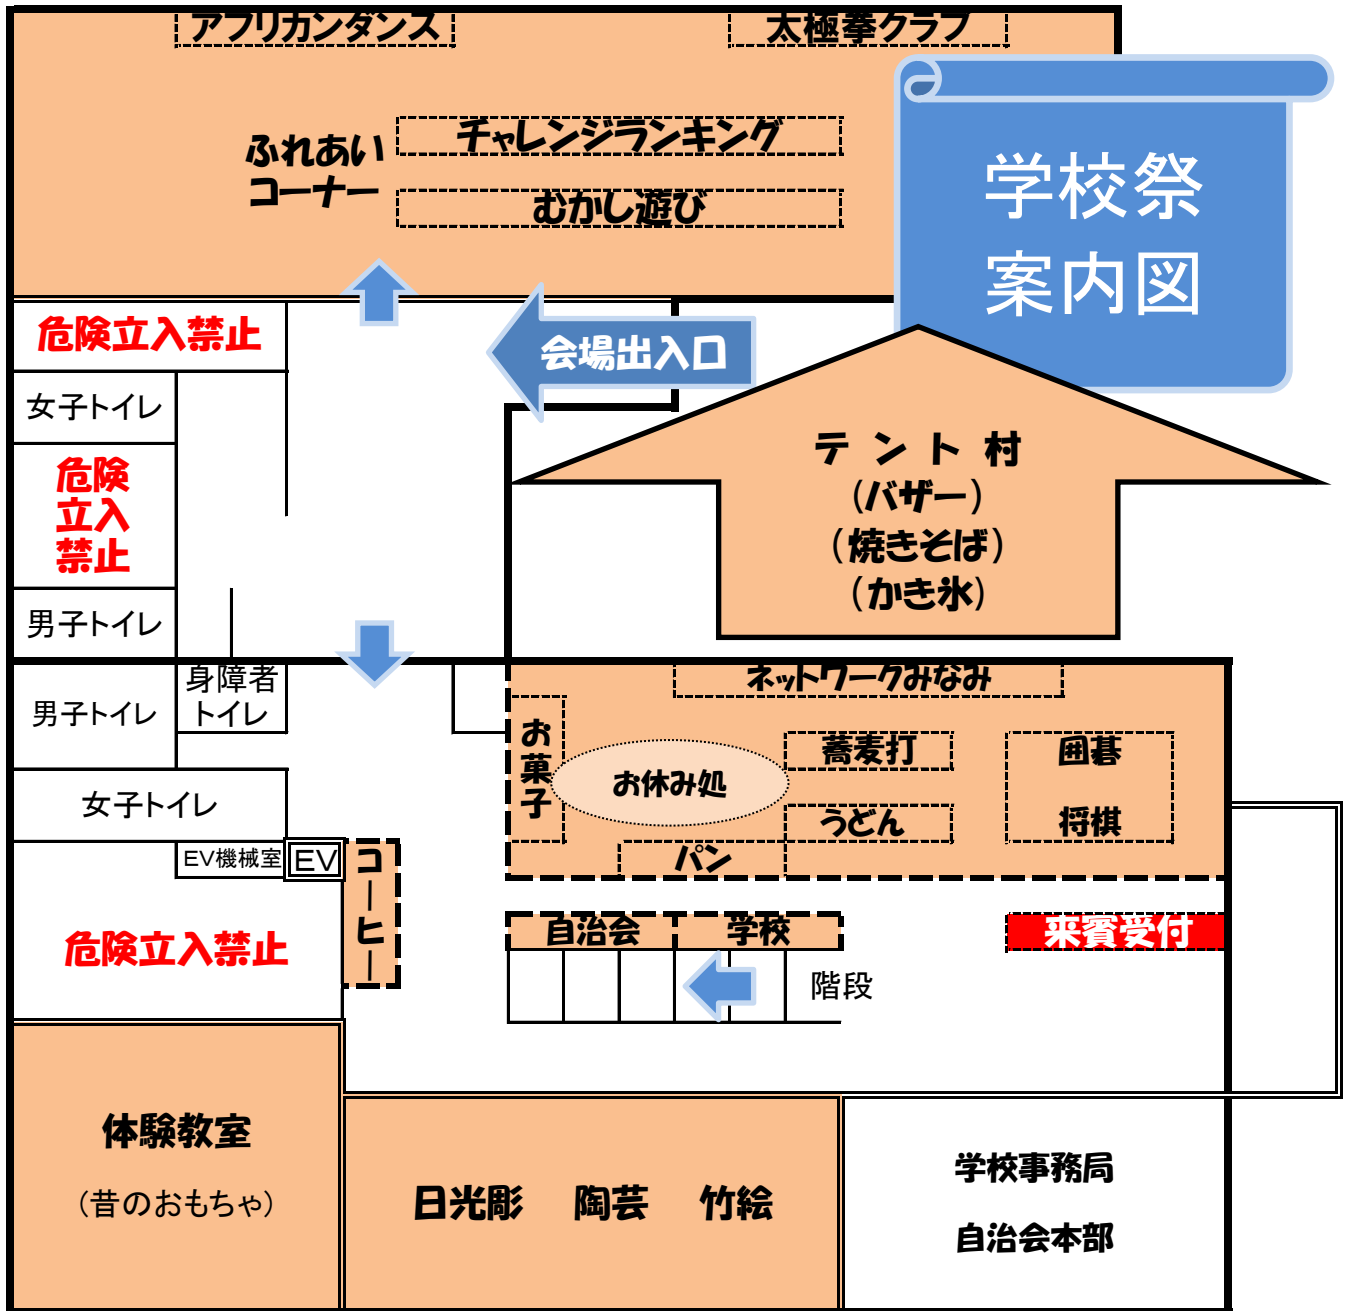 アフリカンダンス
太極拳クラブ
ふれあい
コーナー
チャレンジランキング
むかし遊び
学校祭
案内図
危険立入禁止
会場出入口
女子トイレ
危険
立入
禁止
男子トイレ
テント村
(バザー)
(焼きそば)
(かき氷)
男子トイレ
身障者
トイレ
ネットワークみなみ
お菓子
お休み処
蕎麦打
囲碁
将棋
うどん
パン
女子トイレ
EV機械室
EV
コーヒー
危険立入禁止
自治会
学校
来賓受付
階段
体験教室
(昔のおもちゃ)
日光彫 陶芸 竹絵
学校事務局
自治会本部